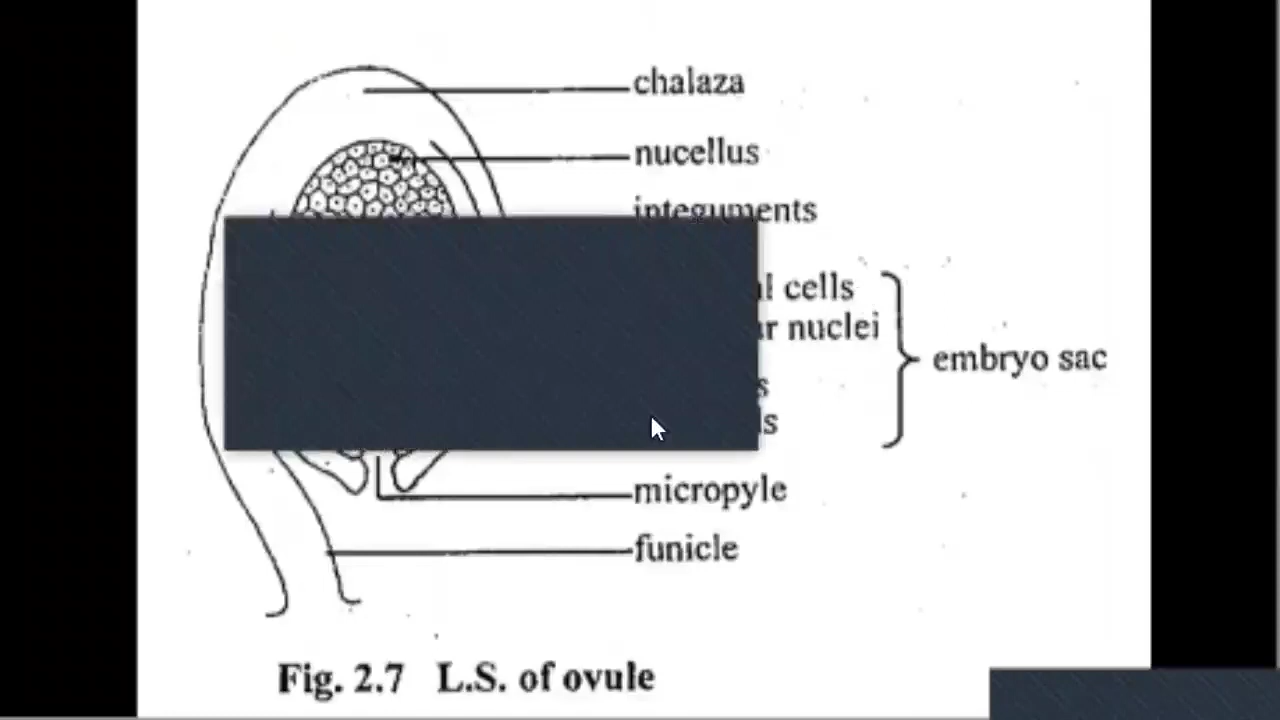 chalaza
nucellus
integuments
cells
nuclei
embryo sac
micropyle
funicle
Fig. 2.7 L.S. of ovule